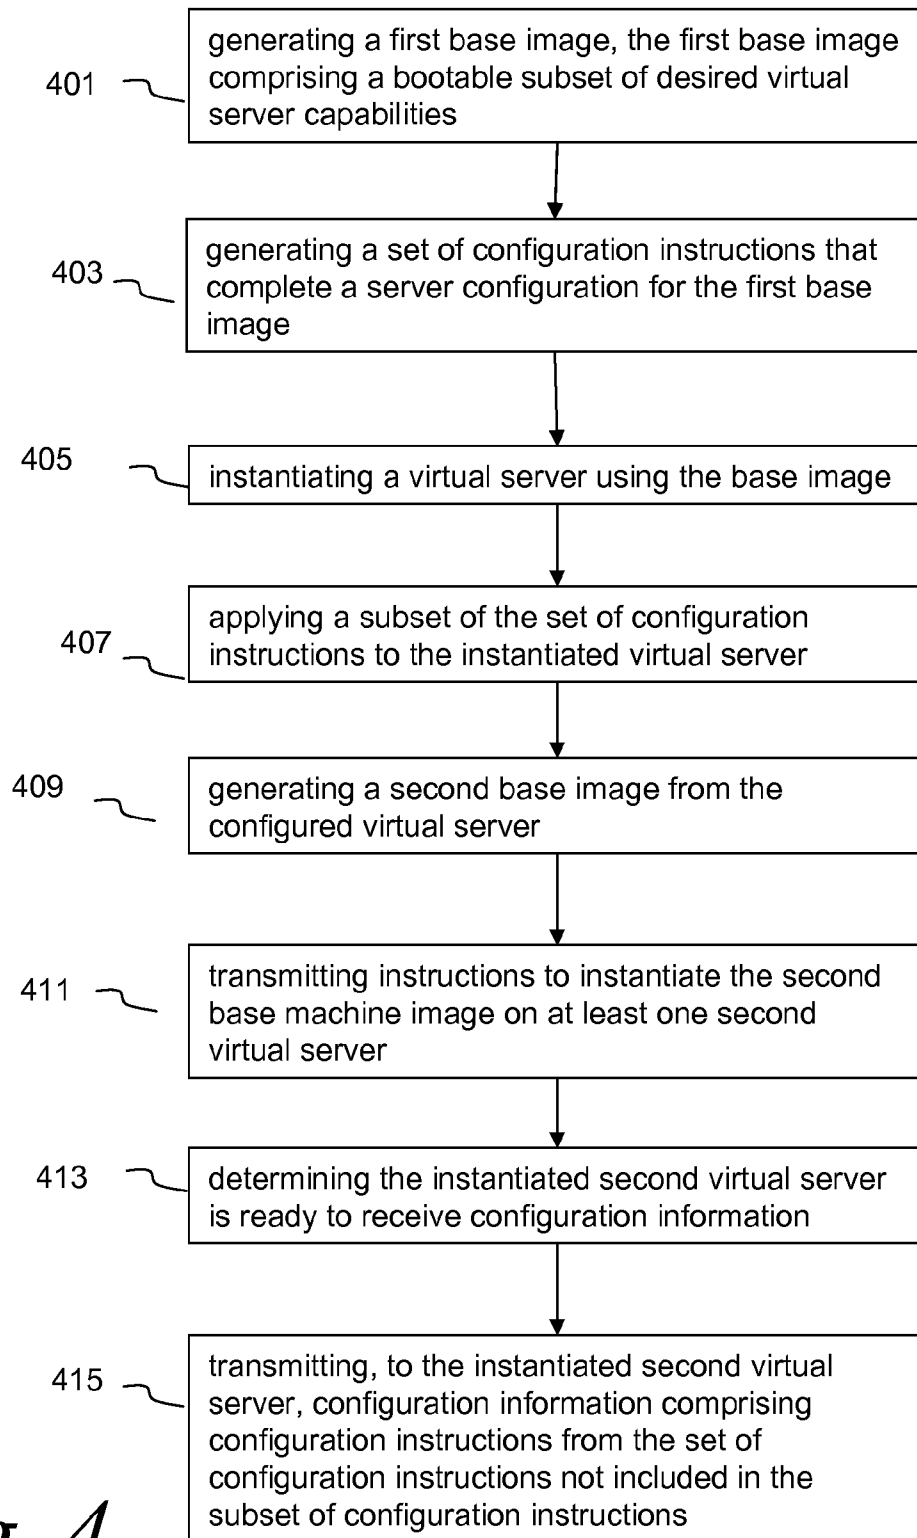 generating a first base image, the first base image
401
comprising a bootable subset of desired virtual
server capabilities
generating a set of configuration instructions that
403
complete a server configuration for the first base
image
405
instantiating a virtual server using the base image
applying a subset of the set of configuration
407
instructions to the instantiated virtual server
409
generating a second base image from the
configured virtual server
transmitting instructions to instantiate the second
411
base machine image on at least one second
virtual server
413
determining the instantiated second virtual server
is ready to receive configuration information
transmitting, to the instantiated second virtual
415
server, configuration information comprising
configuration instructions from the set of
configuration instructions not included in the
subset of configuration instructions
4